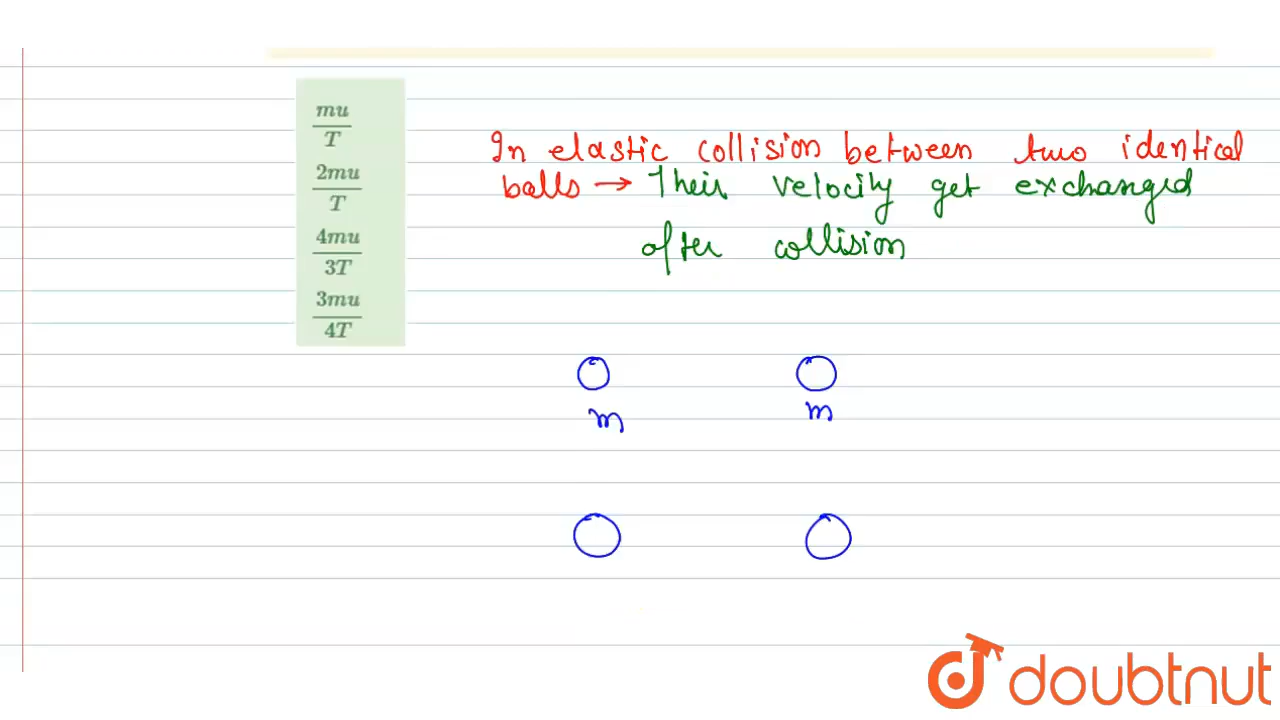 mu
T
2mu
T
4mu
3T
3mu
4T
In elastic collision between two identical
balls → Their velocity get exchanged
after collision
m m
doubtnut